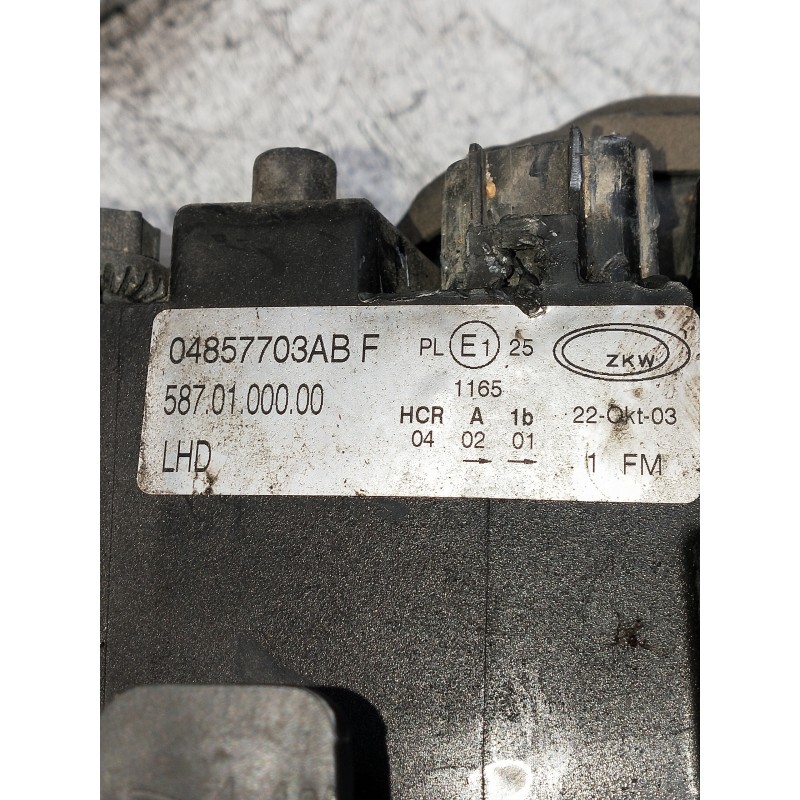 04857703AB F
PL E1 25
ZKW
587.01.000.00
1165
HCR A 1b
22-Okt-03
04 02 01
LHD
→ →
1 FM